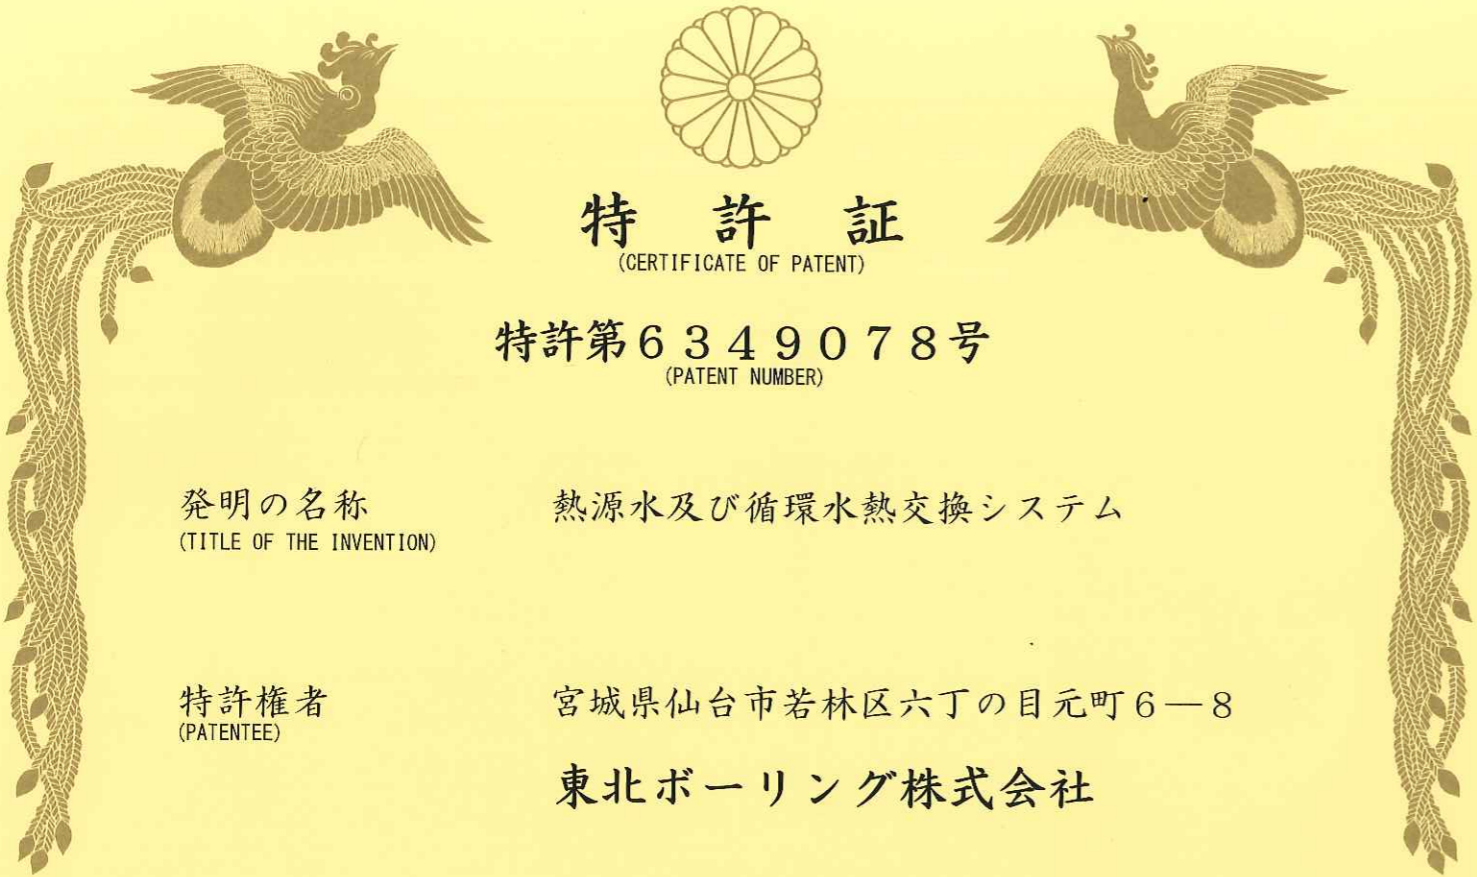 特許証
(CERTIFICATE OF PATENT)
特許第6349078号
(PATENT NUMBER)
発明の名称 熱源水及び循環水熱交換システム
(TITLE OF THE INVENTION)
特許権者 宮城県仙台市若林区六丁の目元町6―8
(PATENTEE)
東北ボーリング株式会社